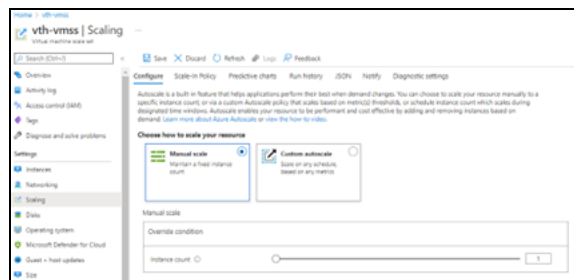 Home > vth-vmss
vth-vmss | Scaling ...
Virtual machine scale set
Search (Ctrl+/)
Save Discard Refresh Logs Feedback
Overview
Activity log
Access control (IAM)
Tags
Diagnose and solve problems
Settings
Instances
Networking
Scaling
Disks
Operating system
Microsoft Defender for Cloud
Guest + host updates
Size
Configure Scale-In Policy Predictive charts Run history JSON Notify Diagnostic settings
Autoscale is a built-in feature that helps applications perform their best when demand changes. You can choose to scale your resource manually to a
specific instance count, or via a custom Autoscale policy that scales based on metric(s) thresholds, or schedule instance count which scales during
designated time windows. Autoscale enables your resource to be performant and cost effective by adding and removing instances based on
demand. Learn more about Azure Autoscale or view the how-to video.
Choose how to scale your resource
Manual scale
Maintain a fixed instance
count
Custom autoscale
Scale on any schedule,
based on any metrics
Manual scale
Override condition
Instance count
1